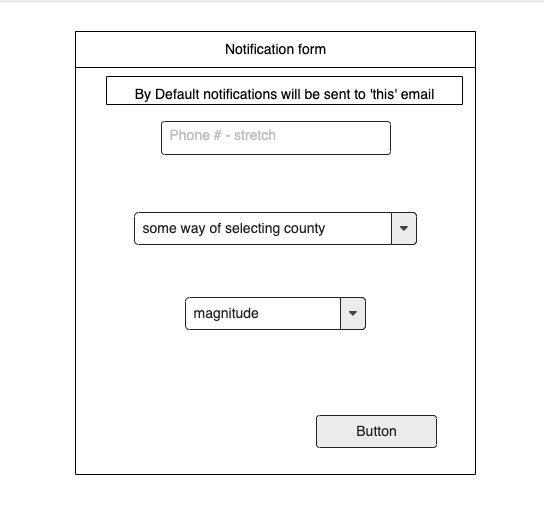 Notification form
By Default notifications will be sent to 'this' email
Phone # - stretch
some way of selecting county
magnitude
Button